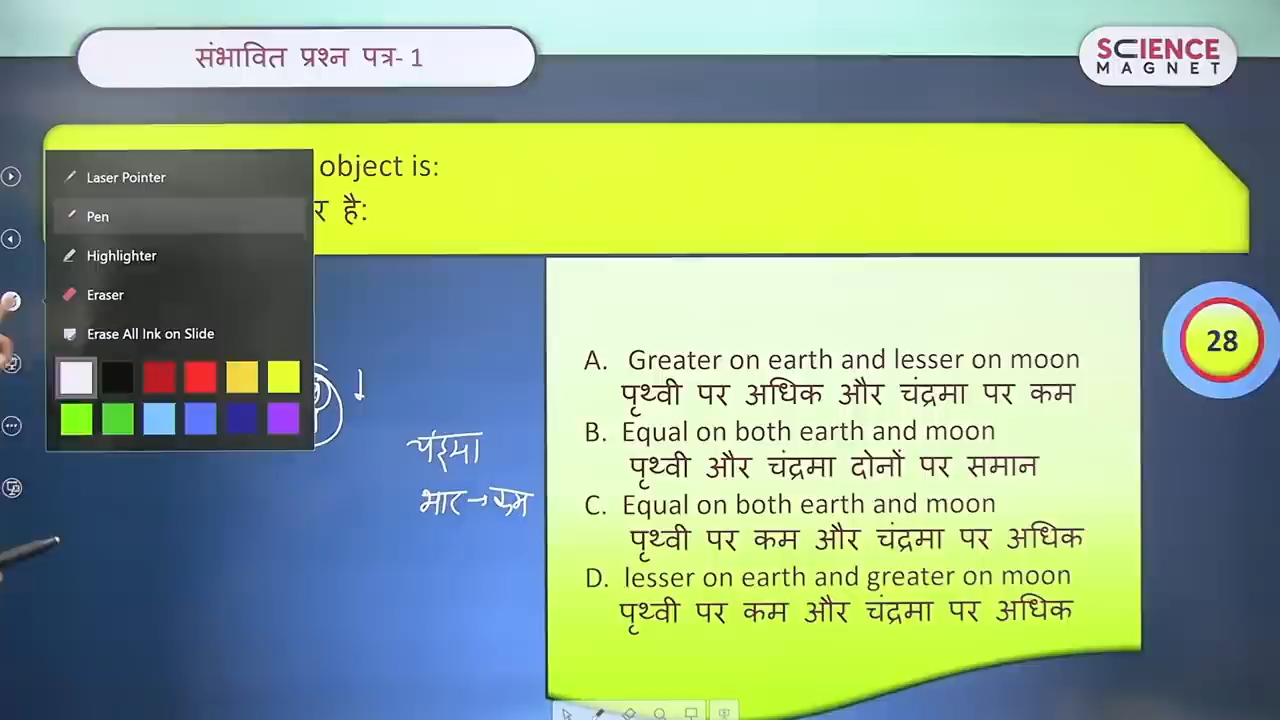 संभावित प्रश्न पत्र- 1
SCIENCE
MAGNET
object is:
र है:
Laser Pointer
Pen
Highlighter
Eraser
Erase All Ink on Slide
चंद्रमा
भार → कम
28
A. Greater on earth and lesser on moon
पृथ्वी पर अधिक और चंद्रमा पर कम
B. Equal on both earth and moon
पृथ्वी और चंद्रमा दोनों पर समान
C. Equal on both earth and moon
पृथ्वी पर कम और चंद्रमा पर अधिक
D. lesser on earth and greater on moon
पृथ्वी पर कम और चंद्रमा पर अधिक